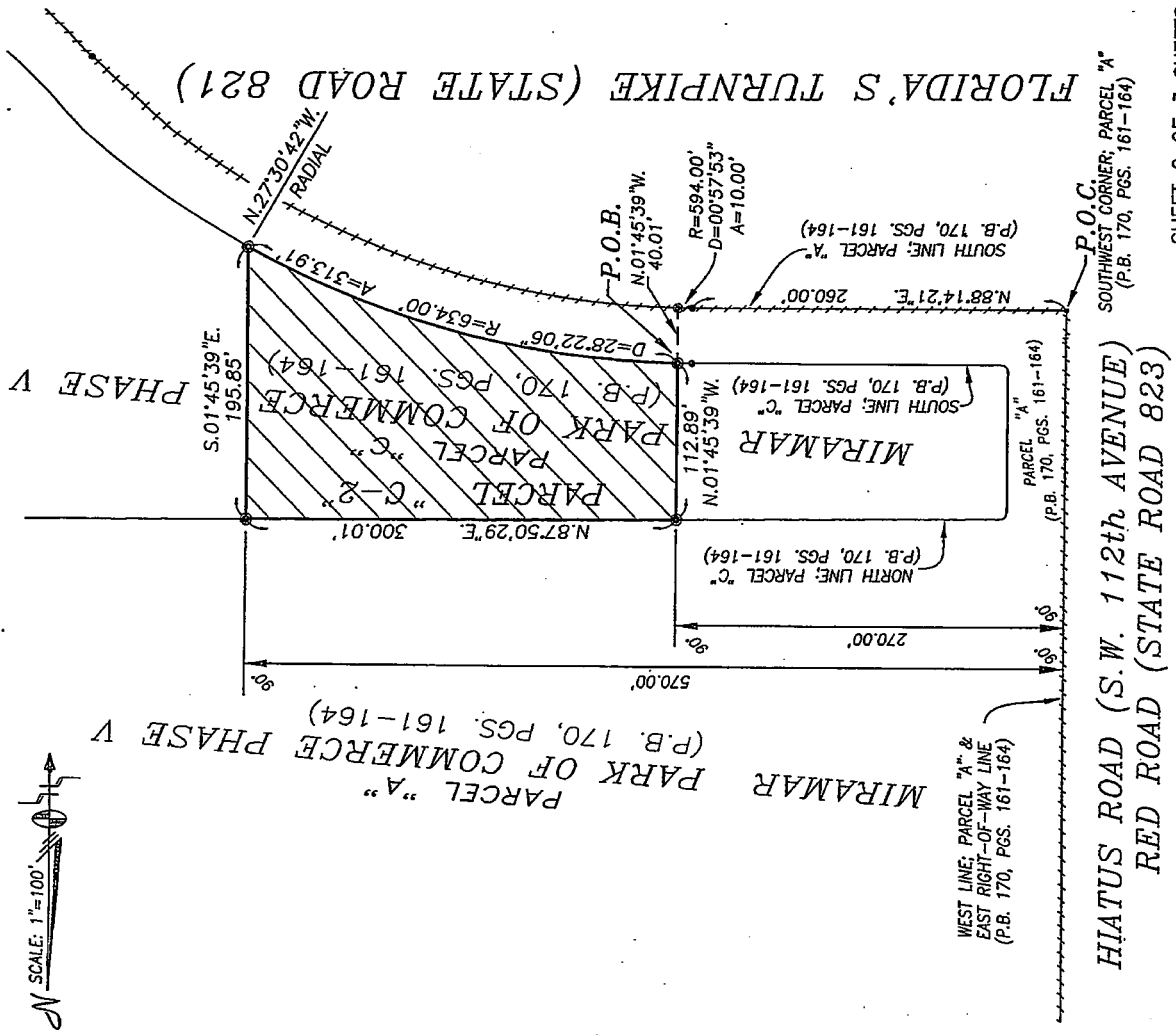 N SCALE: 1"=100'
FLORIDA'S TURNPIKE (STATE ROAD 821)
N.27°30'42"W.
RADIAL
PHASE V
S.01°45'39"E.
195.85'
A=313.91'
R=634.00'
D=28°22'06"
PARCEL "C-2"
PARCEL "C"
PARK OF COMMERCE
(P.B. 170, PGS. 161-164)
N.87°50'29"E. 300.01'
P.O.B.
N.01°45'39"W.
40.01'
R=594.00'
D=00°57'53"
A=10.00'
112.89'
N.01°45'39"W.
MIRAMAR
SOUTH LINE; PARCEL "C"
(P.B. 170, PGS. 161-164)
SOUTH LINE; PARCEL "A"
(P.B. 170, PGS. 161-164)
N.88°14'21"E. 260.00'
NORTH LINE; PARCEL "C"
(P.B. 170, PGS. 161-164)
PARCEL "A"
(P.B. 170, PGS. 161-164)
P.O.C.
SOUTHWEST CORNER; PARCEL "A"
(P.B. 170, PGS. 161-164)
90°
90°
90°
90°
270.00'
570.00'
PARCEL "A"
MIRAMAR PARK OF COMMERCE PHASE V
(P.B. 170, PGS. 161-164)
WEST LINE; PARCEL "A" &
EAST RIGHT-OF-WAY LINE
(P.B. 170, PGS. 161-164)
HIATUS ROAD (S.W. 112th AVENUE)
RED ROAD (STATE ROAD 823)